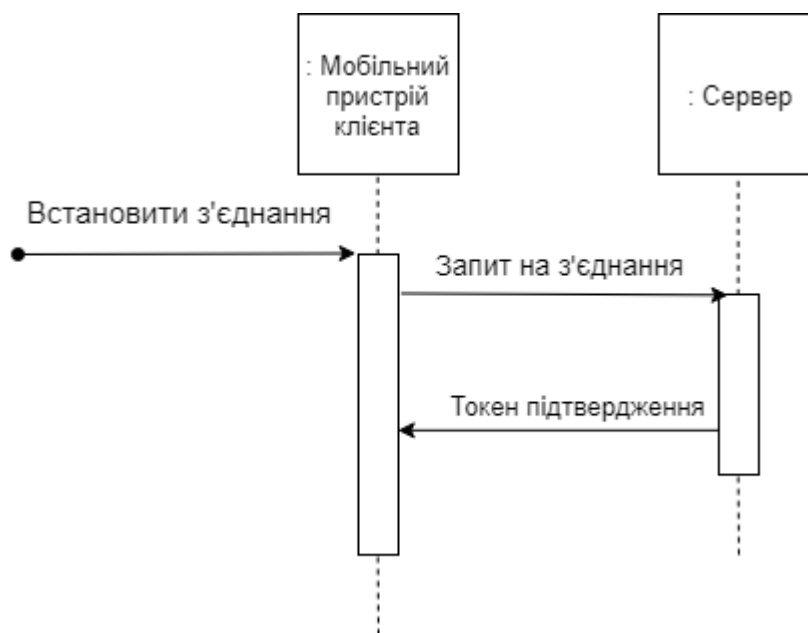 : Мобільний
пристрій
клієнта
: Сервер
Встановити з'єднання
Запит на з'єднання
Токен підтвердження